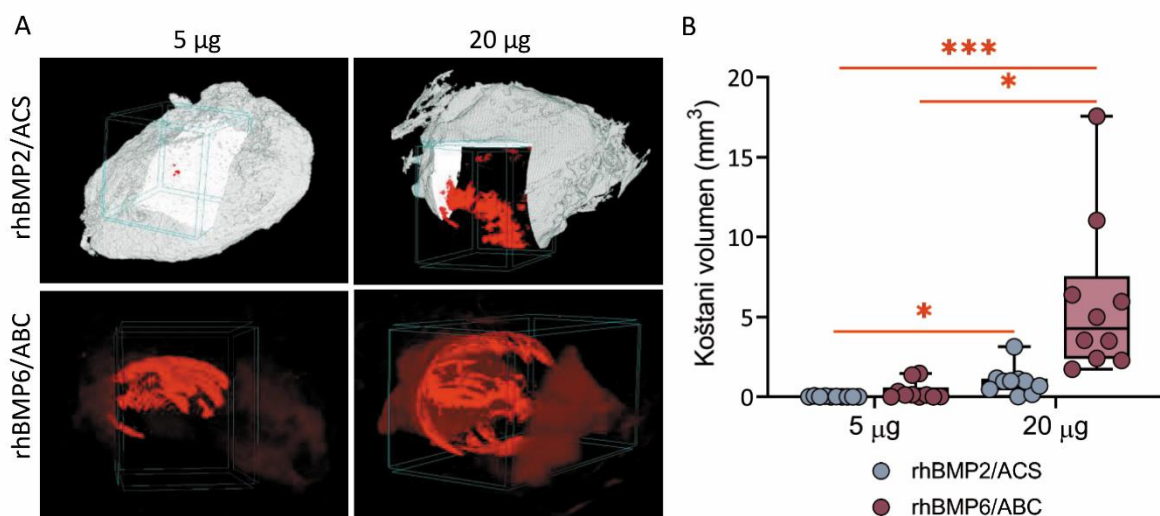 A
5 µg
20 µg
rhBMP2/ACS
rhBMP6/ABC
B
Koštani volumen (mm³)
20
15
10
5
0
***
*
*
5 µg
20 µg
rhBMP2/ACS
rhBMP6/ABC